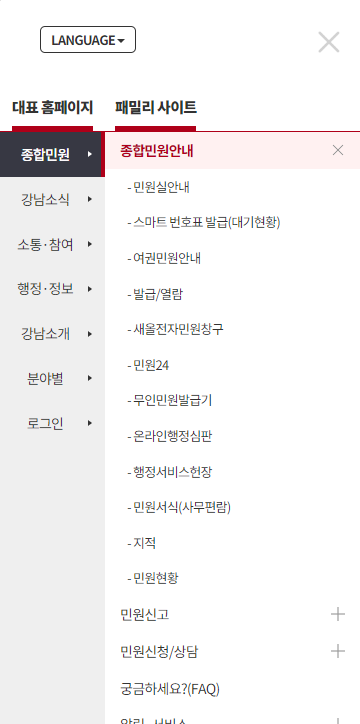 LANGUAGE
대표 홈페이지 패밀리 사이트
종합민원
강남소식
소통·참여
행정·정보
강남소개
분야별
로그인
종합민원안내
- 민원실안내
- 스마트 번호표 발급(대기현황)
- 여권민원안내
- 발급/열람
- 새올전자민원창구
- 민원24
- 무인민원발급기
- 온라인행정심판
- 행정서비스헌장
- 민원서식(사무편람)
- 지적
- 민원현황
민원신고
민원신청/상담
궁금하세요?(FAQ)